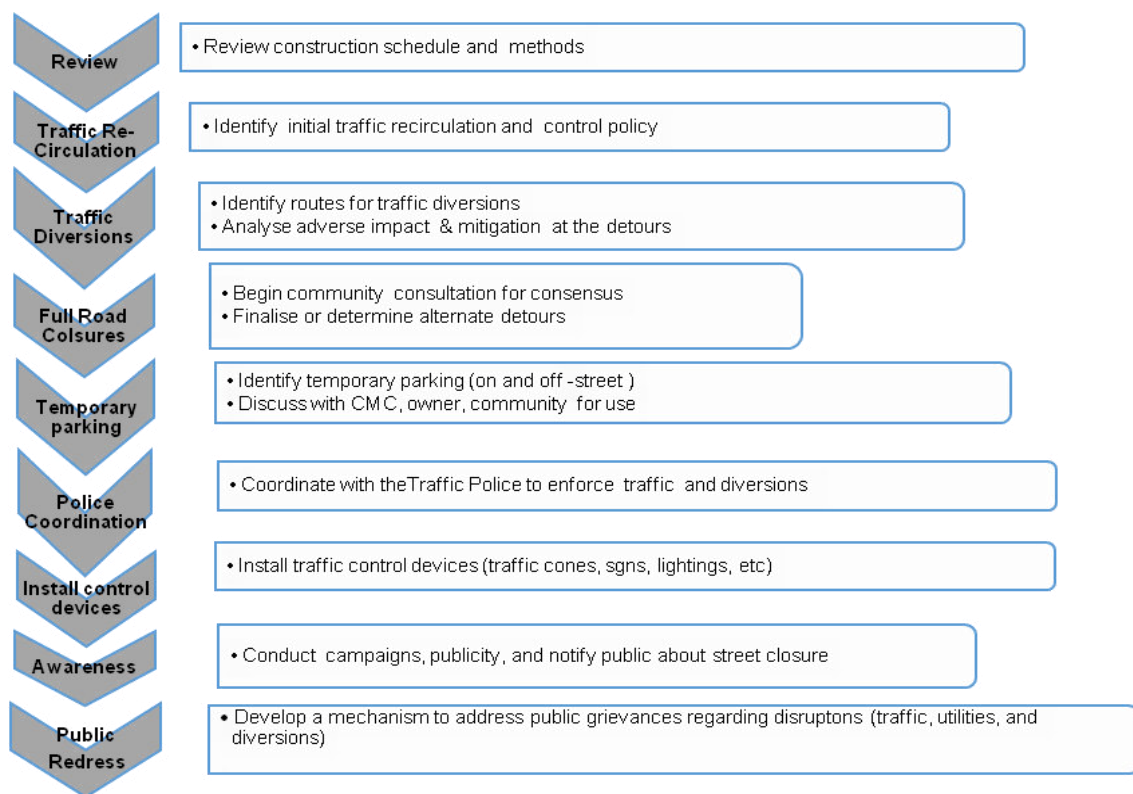 Review
• Review construction schedule and methods
Traffic Re-
Circulation
• Identify initial traffic recirculation and control policy
Traffic
Diversions
• Identify routes for traffic diversions
• Analyse adverse impact & mitigation at the detours
Full Road
Colsures
• Begin community consultation for consensus
• Finalise or determine alternate detours
Temporary
parking
• Identify temporary parking (on and off -street )
• Discuss with CMC, owner, community for use
Police
Coordination
• Coordinate with theTraffic Police to enforce traffic and diversions
Install control
devices
• Install traffic control devices (traffic cones, sgns, lightings, etc)
Awareness
• Conduct campaigns, publicity, and notify public about street closure
Public
Redress
• Develop a mechanism to address public grievances regarding disruptons (traffic, utilities, and
diversions)